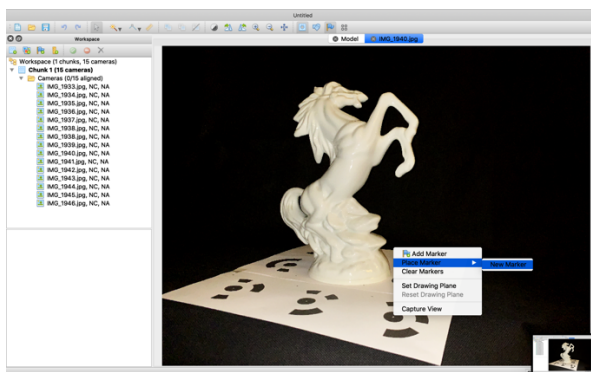 Untitled
Workspace
Model
IMG_1940.jpg
Workspace (1 chunks, 15 cameras)
Chunk 1 (15 cameras)
Cameras (0/15 aligned)
IMG_1933.jpg, NC, NA
IMG_1934.jpg, NC, NA
IMG_1935.jpg, NC, NA
IMG_1936.jpg, NC, NA
IMG_1937.jpg, NC, NA
IMG_1938.jpg, NC, NA
IMG_1938.jpg, NC, NA
IMG_1939.jpg, NC, NA
IMG_1940.jpg, NC, NA
IMG_1941.jpg, NC, NA
IMG_1942.jpg, NC, NA
IMG_1943.jpg, NC, NA
IMG_1944.jpg, NC, NA
IMG_1945.jpg, NC, NA
IMG_1946.jpg, NC, NA
Add Marker
Place Marker
New Marker
Clear Markers
Set Drawing Plane
Reset Drawing Plane
Capture View